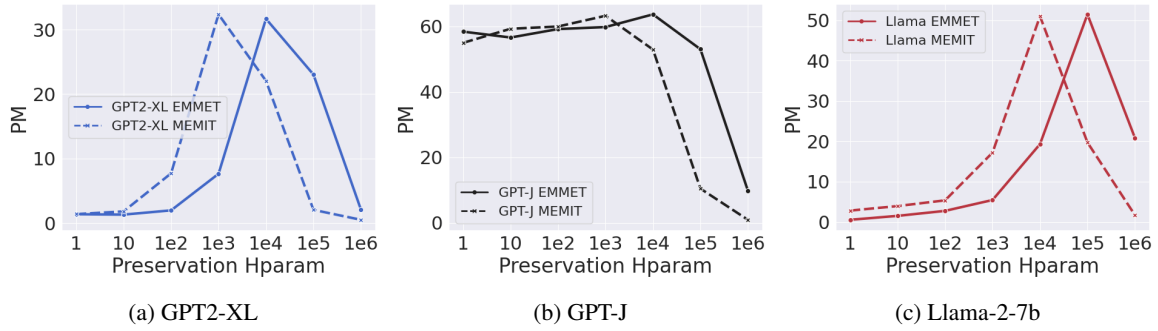 PM
30
20
10
0
GPT2-XL EMMET
GPT2-XL MEMIT
1 10 1e2 1e3 1e4 1e5 1e6
Preservation Hparam
(a) GPT2-XL
PM
60
40
20
0
GPT-J EMMET
GPT-J MEMIT
1 10 1e2 1e3 1e4 1e5 1e6
Preservation Hparam
(b) GPT-J
PM
50
40
30
20
10
0
Llama EMMET
Llama MEMIT
1 10 1e2 1e3 1e4 1e5 1e6
Preservation Hparam
(c) Llama-2-7b